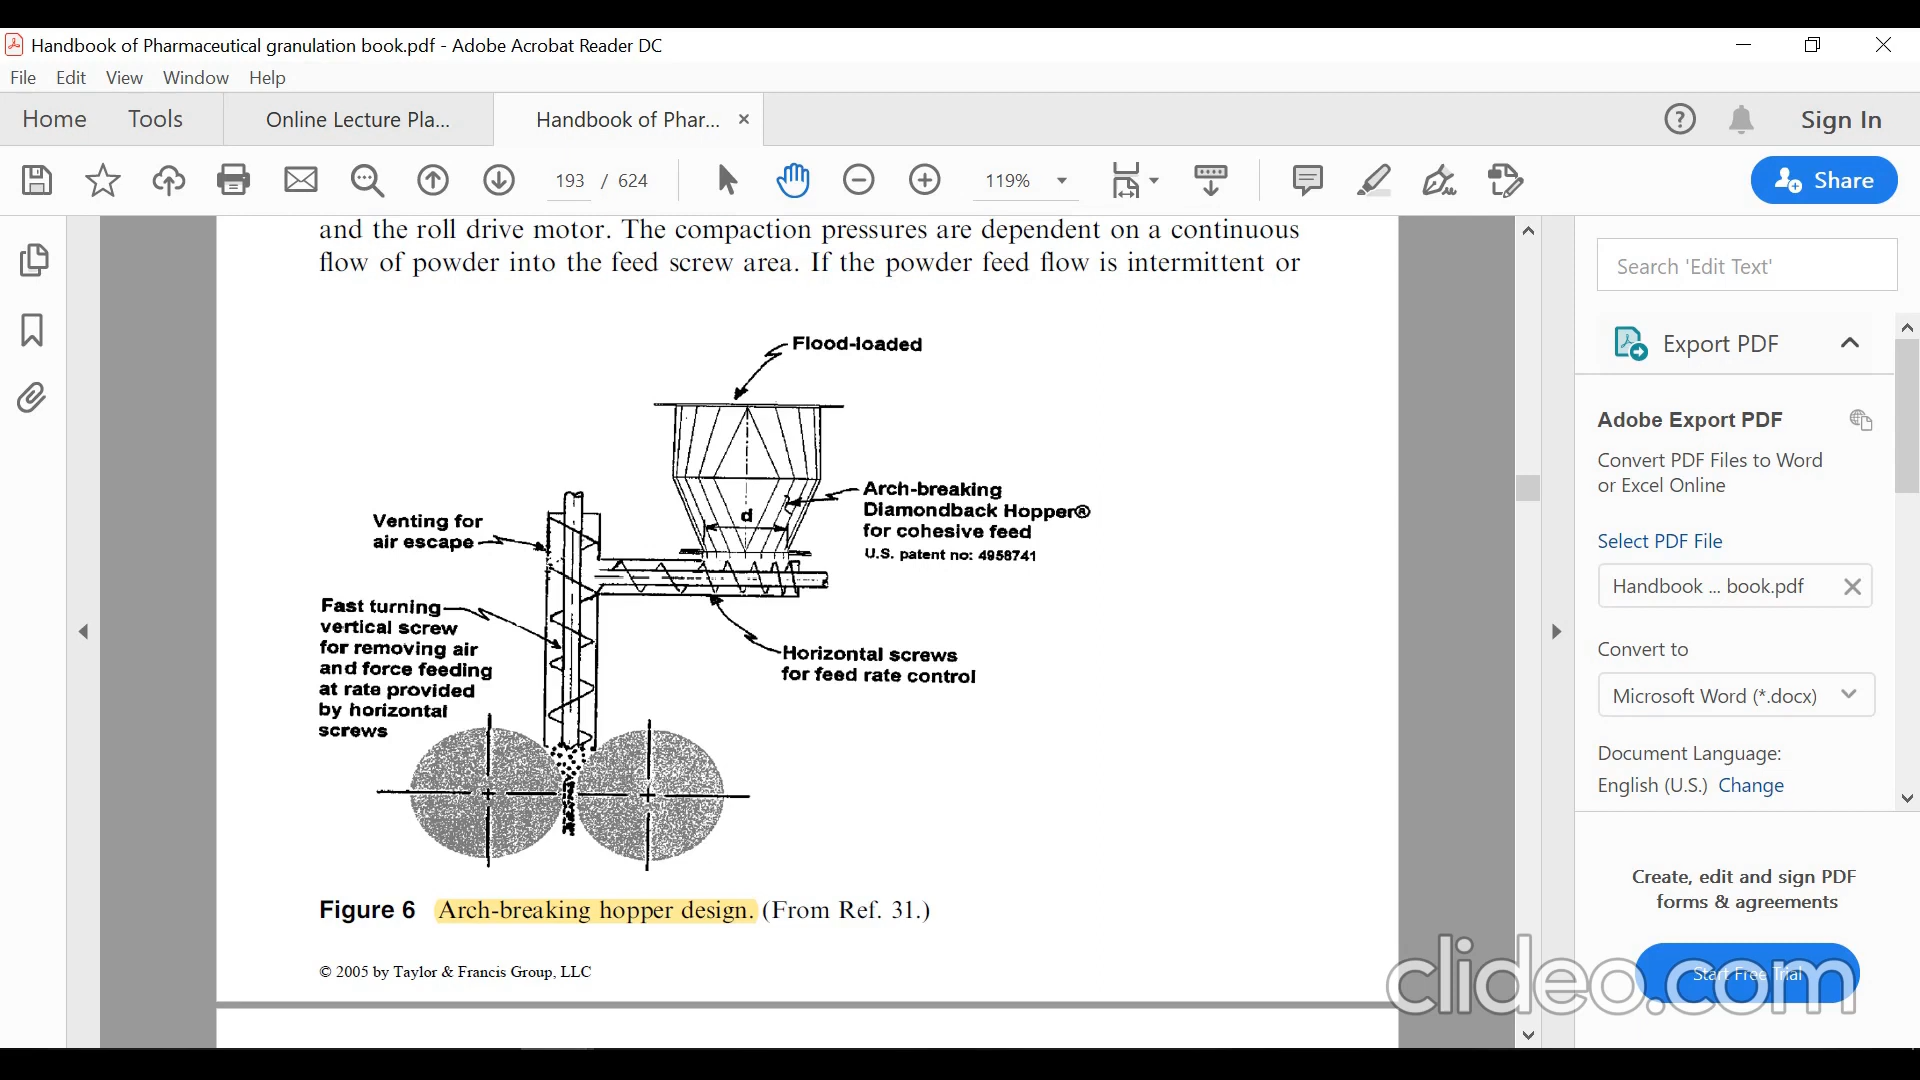 Handbook of Pharmaceutical granulation book.pdf - Adobe Acrobat Reader DC
File Edit View Window Help
Home Tools Online Lecture Pla... Handbook of Phar... Sign In
193 / 624 119% Share
and the roll drive motor. The compaction pressures are dependent on a continuous
flow of powder into the feed screw area. If the powder feed flow is intermittent or
Flood-loaded
Arch-breaking
Diamondback Hopper®
for cohesive feed
U.S. patent no: 4958741
d
Venting for
air escape
Fast turning
vertical screw
for removing air
and force feeding
at rate provided
by horizontal
screws
Horizontal screws
for feed rate control
Figure 6 Arch-breaking hopper design. (From Ref. 31.)
© 2005 by Taylor & Francis Group, LLC
Search 'Edit Text'
Export PDF
Adobe Export PDF
Convert PDF Files to Word
or Excel Online
Select PDF File
Handbook ... book.pdf
Convert to
Microsoft Word (*.docx)
Document Language:
English (U.S.) Change
Create, edit and sign PDF
forms & agreements
Start Free Trial
clideo.com